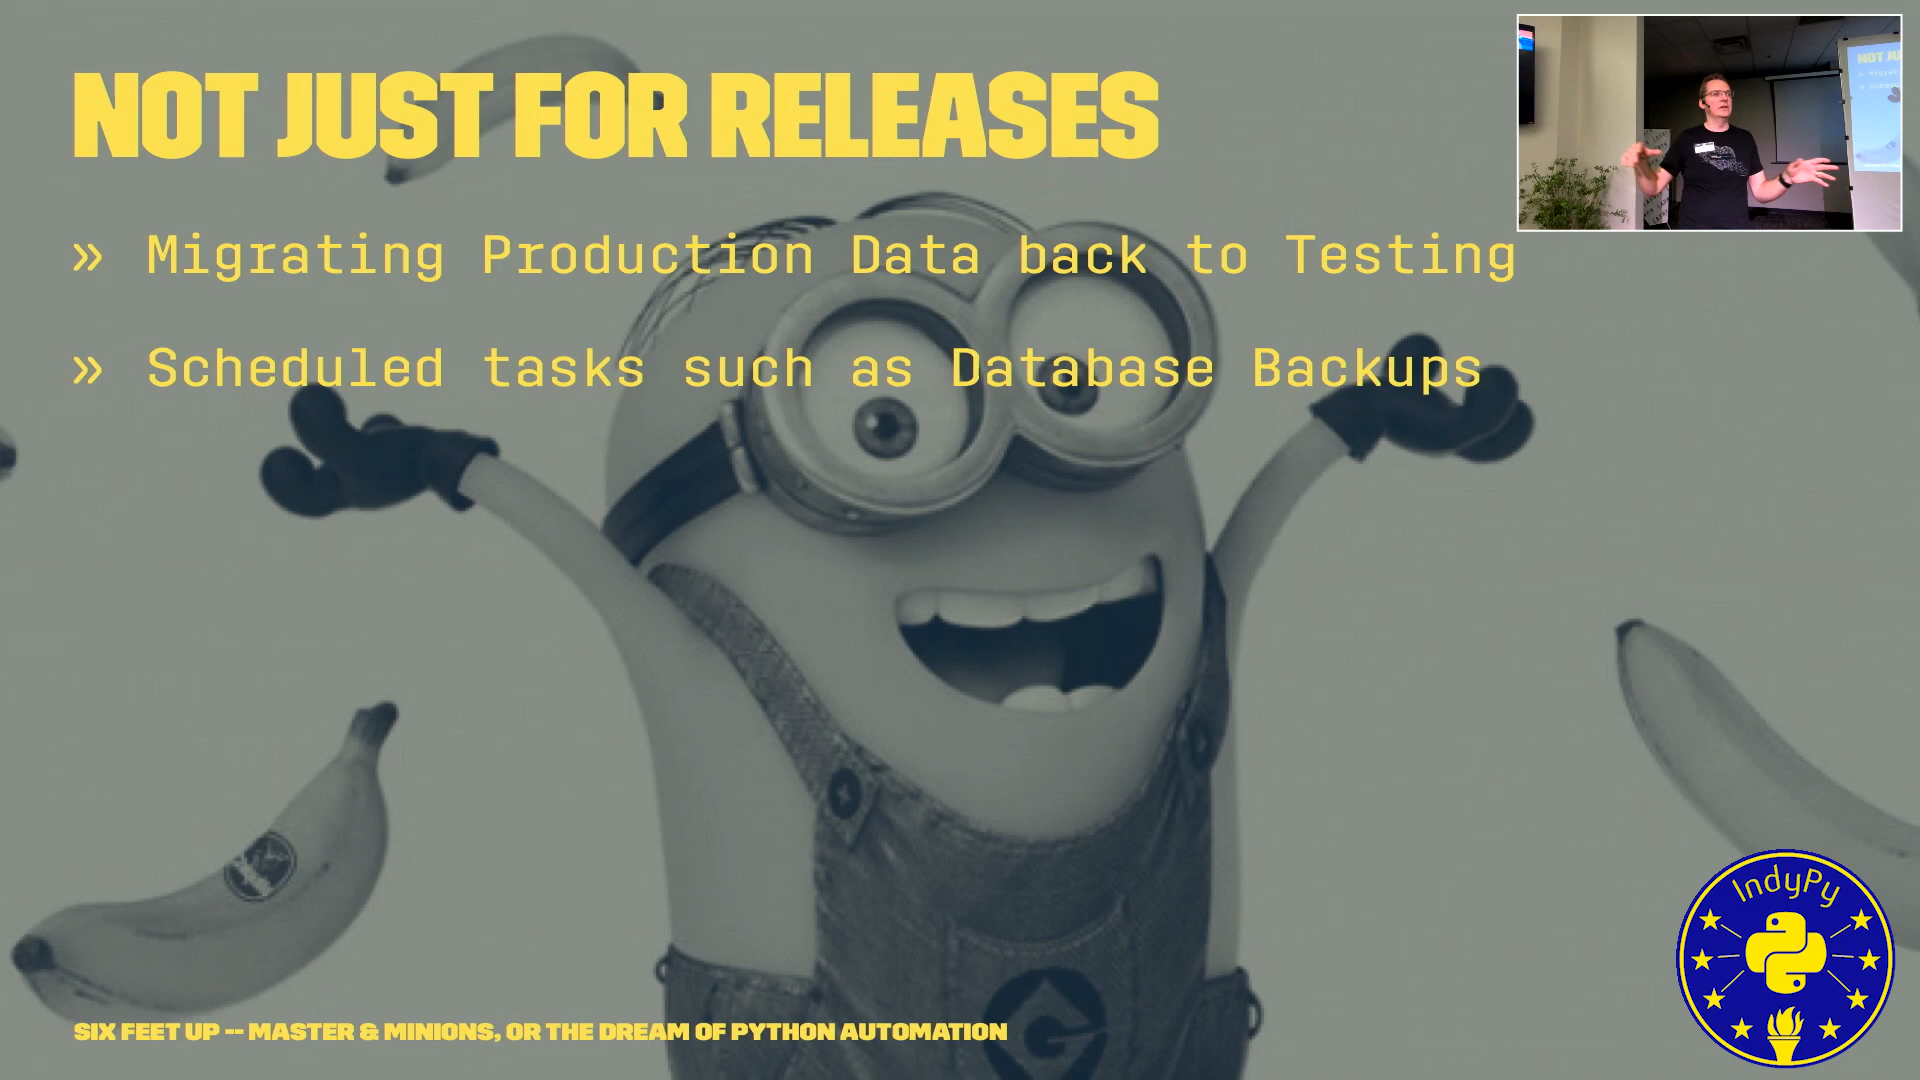 NOT JUST FOR RELEASES
» Migrating Production Data back to Testing
» Scheduled tasks such as Database Backups
SIX FEET UP -- MASTER & MINIONS, OR THE DREAM OF PYTHON AUTOMATION
IndyPy